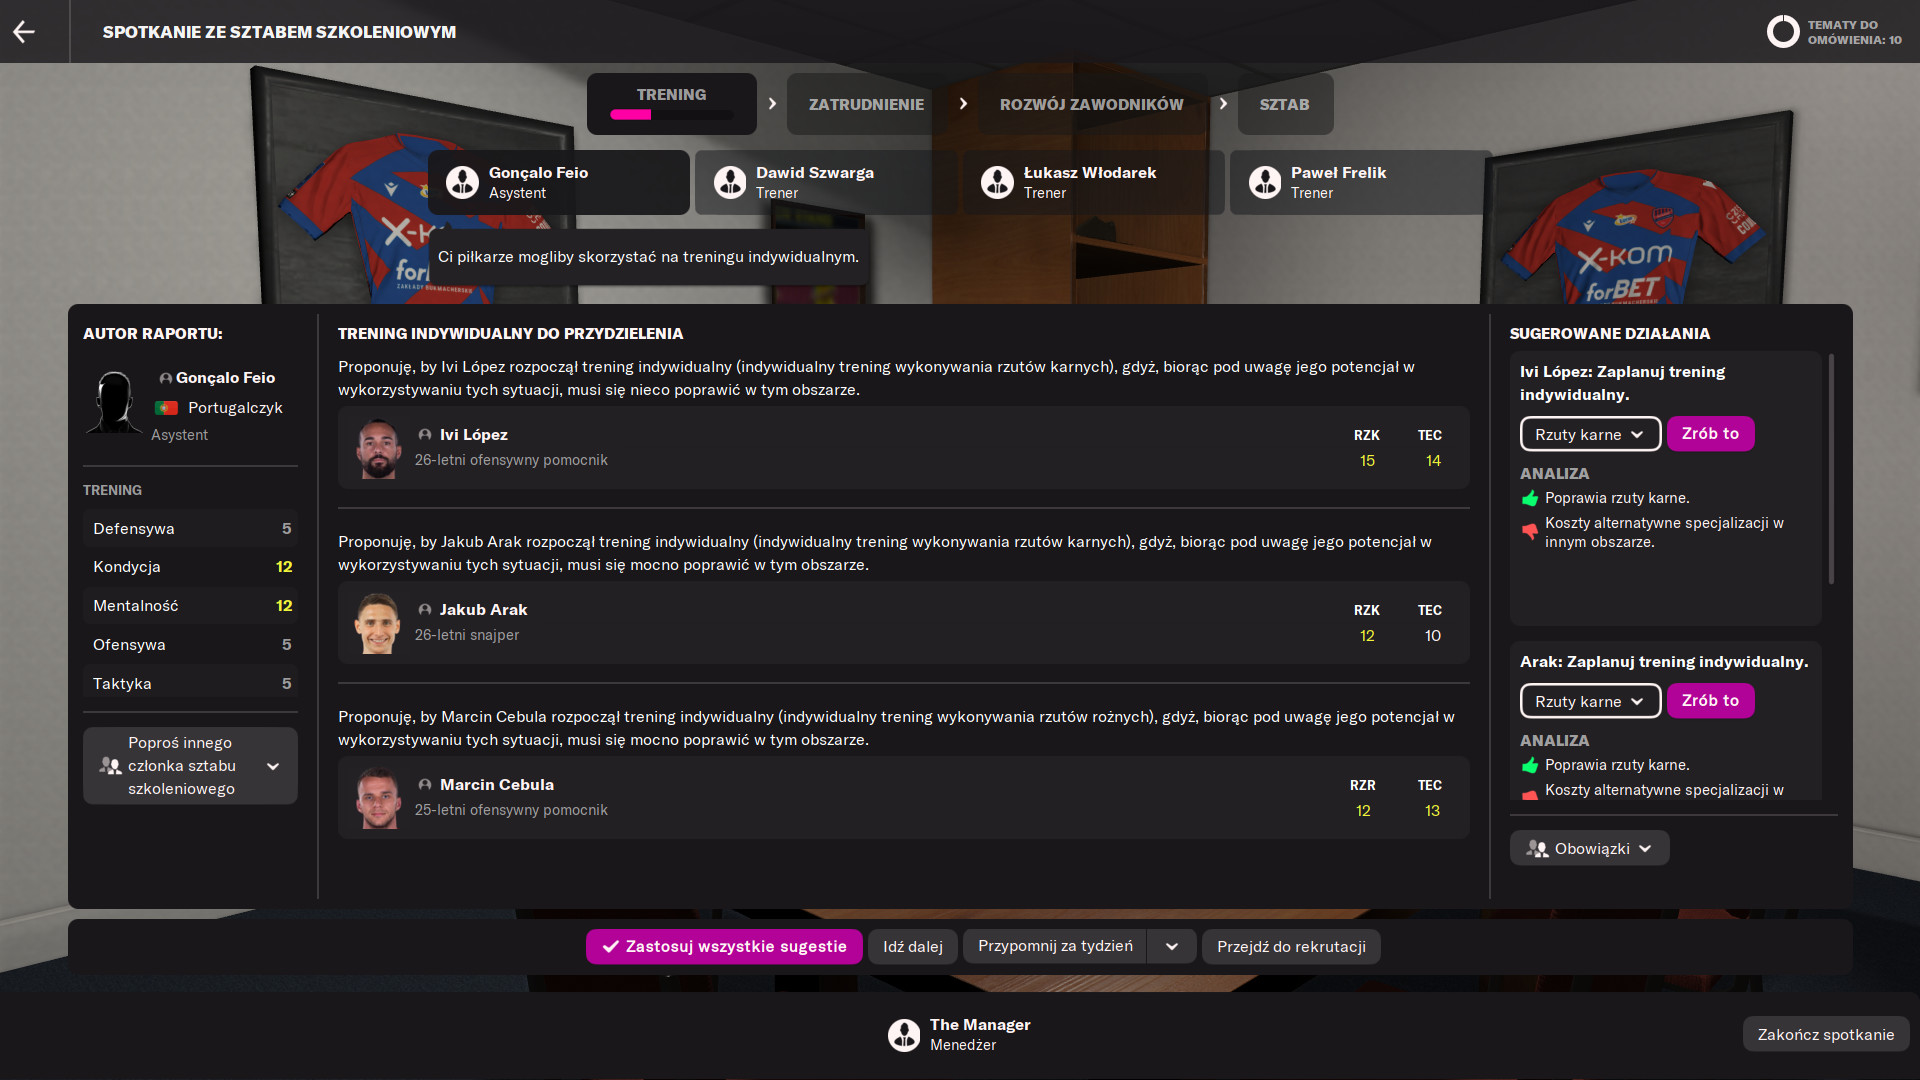 SPOTKANIE ZE SZTABEM SZKOLENIOWYM
TEMATY DO
OMÓWIENIA: 10
TRENING
ZATRUDNIENIE
ROZWÓJ ZAWODNIKÓW
SZTAB
Gonçalo Feio
Asystent
Dawid Szwarga
Trener
Łukasz Włodarek
Trener
Paweł Frelik
Trener
Ci piłkarze mogliby skorzystać na treningu indywidualnym.
X-KOM
forBET
AUTOR RAPORTU:
Gonçalo Feio
Portugalczyk
Asystent
TRENING
Defensywa 5
Kondycja 12
Mentalność 12
Ofensywa 5
Taktyka 5
Poproś innego
członka sztabu
szkoleniowego
TRENING INDYWIDUALNY DO PRZYDZIELENIA
Proponuję, by Ivi López rozpoczął trening indywidualny (indywidualny trening wykonywania rzutów karnych), gdyż, biorąc pod uwagę jego potencjał w
wykorzystywaniu tych sytuacji, musi się nieco poprawić w tym obszarze.
Ivi López
26-letni ofensywny pomocnik
RZK TEC
15 14
Proponuję, by Jakub Arak rozpoczął trening indywidualny (indywidualny trening wykonywania rzutów karnych), gdyż, biorąc pod uwagę jego potencjał w
wykorzystywaniu tych sytuacji, musi się mocno poprawić w tym obszarze.
Jakub Arak
26-letni snajper
RZK TEC
12 10
Proponuję, by Marcin Cebula rozpoczął trening indywidualny (indywidualny trening wykonywania rzutów rożnych), gdyż, biorąc pod uwagę jego potencjał w
wykorzystywaniu tych sytuacji, musi się mocno poprawić w tym obszarze.
Marcin Cebula
25-letni ofensywny pomocnik
RZR TEC
12 13
SUGEROWANE DZIAŁANIA
Ivi López: Zaplanuj trening
indywidualny.
Rzuty karne
Zrób to
ANALIZA
Poprawia rzuty karne.
Koszty alternatywne specjalizacji w
innym obszarze.
Arak: Zaplanuj trening indywidualny.
Rzuty karne
Zrób to
ANALIZA
Poprawia rzuty karne.
Koszty alternatywne specjalizacji w
Obowiązki
Zastosuj wszystkie sugestie
Idź dalej
Przypomnij za tydzień
Przejdź do rekrutacji
The Manager
Menedżer
Zakończ spotkanie